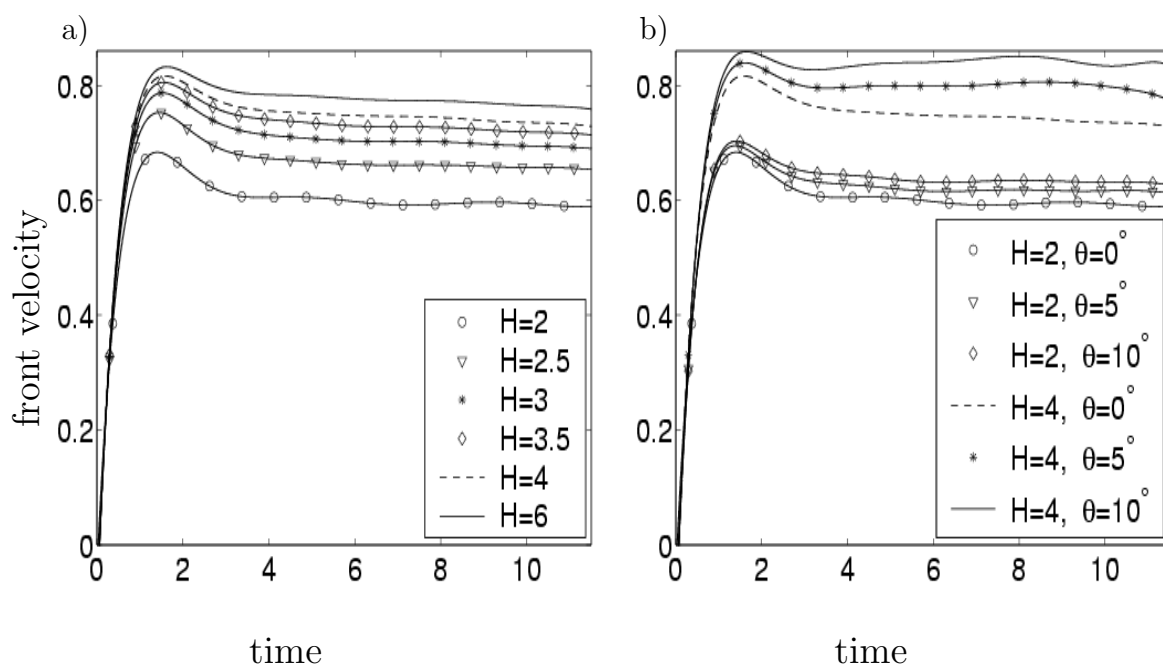 a)
front velocity
0.8
0.6
0.4
0.2
0
0 2 4 6 8 10
time
H=2
H=2.5
H=3
H=3.5
H=4
H=6
b)
0.8
0.6
0.4
0.2
0
0 2 4 6 8 10
time
H=2, θ=0°
H=2, θ=5°
H=2, θ=10°
H=4, θ=0°
H=4, θ=5°
H=4, θ=10°